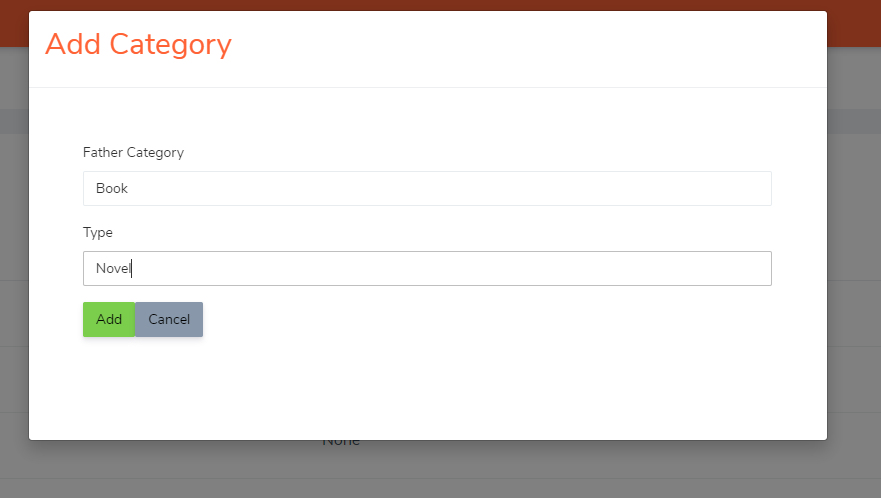 Add Category
Father Category
Book
Type
Novel
Add Cancel
None